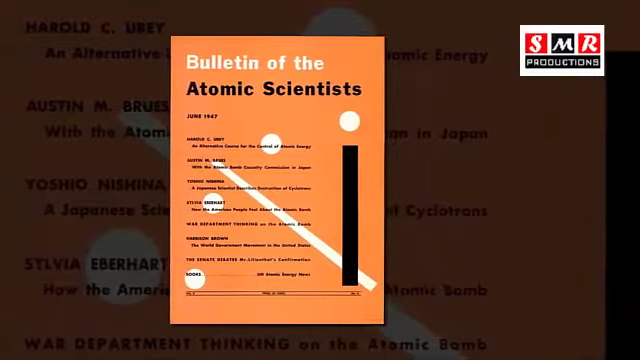 SMR
PRODUCTIONS
HAROLD C. UREY
An Alternative
Atomic Energy
AUSTIN M. BRUES
With the Atomic
in Japan
YOSHIO NISHINA
A Japanese
Cyclotrons
SYLVIA EBERHART
How the
Atomic Bomb
WAR DEPARTMENT THINKING on the Atomic Bomb
Bulletin of the
Atomic Scientists
JUNE 1947
HAROLD C. UREY
An Alternative Course for the Control of Atomic Energy
AUSTIN M. BRUES
With the Atomic Bomb Casualty Commission in Japan
YOSHIO NISHINA
A Japanese Scientist Describes Destruction of Cyclotrons
SYLVIA EBERHART
How the American People Feel About the Atomic Bomb
WAR DEPARTMENT THINKING on the Atomic Bomb
HARRISON BROWN
The World Government Movement in the United States
THE SENATE DEBATES Mr. Lilienthal's Confirmation
BOOKS UN Atomic Energy News